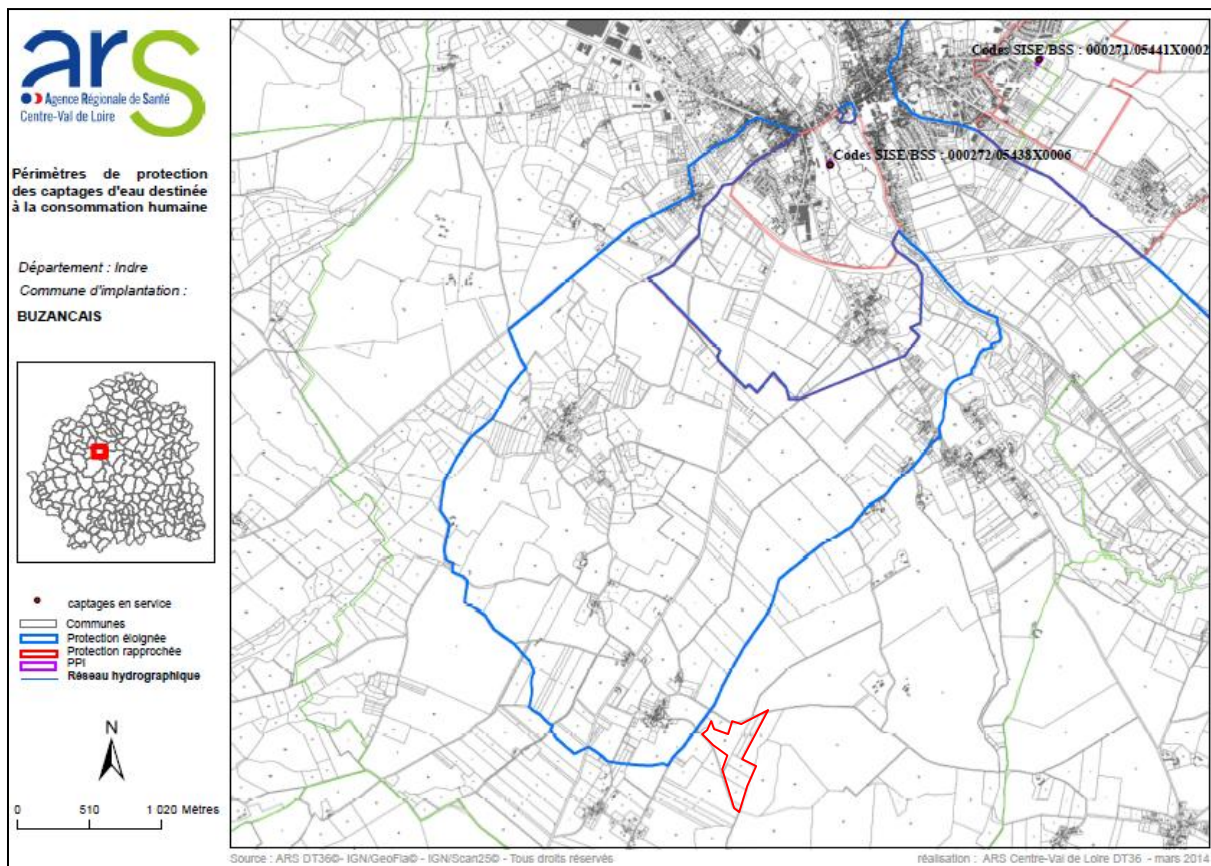 ars
Agence Régionale de Santé
Centre-Val de Loire
Périmètres de protection
des captages d'eau destinée
à la consommation humaine
Département : Indre
Commune d'implantation :
BUZANCAIS
captages en service
Communes
Protection éloignée
Protection rapprochée
PPI
Réseau hydrographique
N
0 510 1 020 Mètres
Codes SISE/BSS : 000271/05441X0002
Codes SISE/BSS : 000272/05438X0006
Source : ARS DT36©- IGN/GeoFla© - IGN/Scan25© - Tous droits réservés
réalisation : ARS Centre-Val de Loire DT36 - mars 2014